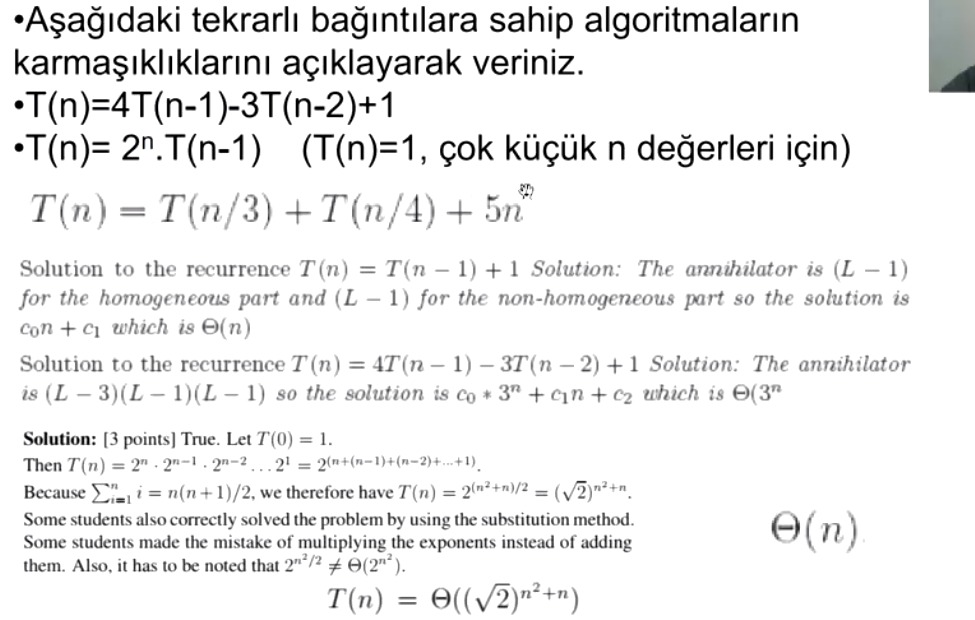 •Aşağıdaki tekrarlı bağıntılara sahip algoritmaların
karmaşıklıklarını açıklayarak veriniz.
•T(n)=4T(n-1)-3T(n-2)+1
•T(n)= 2ⁿ.T(n-1) (T(n)=1, çok küçük n değerleri için)
T(n) = T(n/3) + T(n/4) + 5n
Solution to the recurrence T(n) = T(n − 1) + 1 Solution: The annihilator is (L − 1)
for the homogeneous part and (L − 1) for the non-homogeneous part so the solution is
c₀n + c₁ which is Θ(n)
Solution to the recurrence T(n) = 4T(n − 1) − 3T(n − 2) + 1 Solution: The annihilator
is (L − 3)(L − 1)(L − 1) so the solution is c₀ * 3ⁿ + c₁n + c₂ which is Θ(3ⁿ
Solution: [3 points] True. Let T(0) = 1.
Then T(n) = 2ⁿ · 2ⁿ⁻¹ · 2ⁿ⁻² … 2¹ = 2^(n+(n−1)+(n−2)+...+1).
Because ∑ⁿᵢ₌₁ i = n(n+1)/2, we therefore have T(n) = 2^(n²+n)/2 = (√2)^n²+n.
Some students also correctly solved the problem by using the substitution method.
Some students made the mistake of multiplying the exponents instead of adding
them. Also, it has to be noted that 2^n²/2 ≠ Θ(2^n²).
Θ(n)
T(n) = Θ((√2)^n²+n)